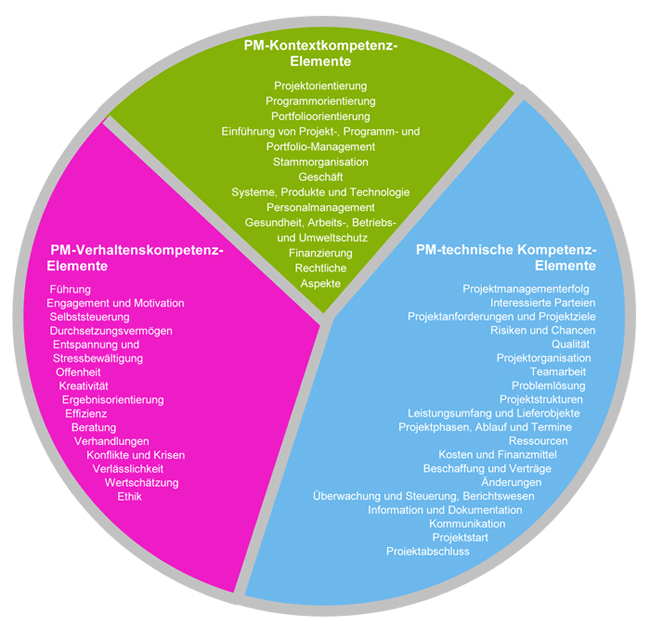 PM-Kontextkompetenz-
Elemente
Projektorientierung
Programmorientierung
Portfolioorientierung
Einführung von Projekt-, Programm- und
Portfolio-Management
Stammorganisation
Geschäft
Systeme, Produkte und Technologie
Personalmanagement
Gesundheit, Arbeits-, Betriebs-
und Umweltschutz
Finanzierung
Rechtliche
Aspekte
PM-Verhaltenskompetenz-
Elemente
Führung
Engagement und Motivation
Selbststeuerung
Durchsetzungsvermögen
Entspannung und
Stressbewältigung
Offenheit
Kreativität
Ergebnisorientierung
Effizienz
Beratung
Verhandlungen
Konflikte und Krisen
Verlässlichkeit
Wertschätzung
Ethik
PM-technische Kompetenz-
Elemente
Projektmanagementerfolg
Interessierte Parteien
Projektanforderungen und Projektziele
Risiken und Chancen
Qualität
Projektorganisation
Teamarbeit
Problemlösung
Projektstrukturen
Leistungsumfang und Lieferobjekte
Projektphasen, Ablauf und Termine
Ressourcen
Kosten und Finanzmittel
Beschaffung und Verträge
Änderungen
Überwachung und Steuerung, Berichtswesen
Information und Dokumentation
Kommunikation
Projektstart
Projektabschluss